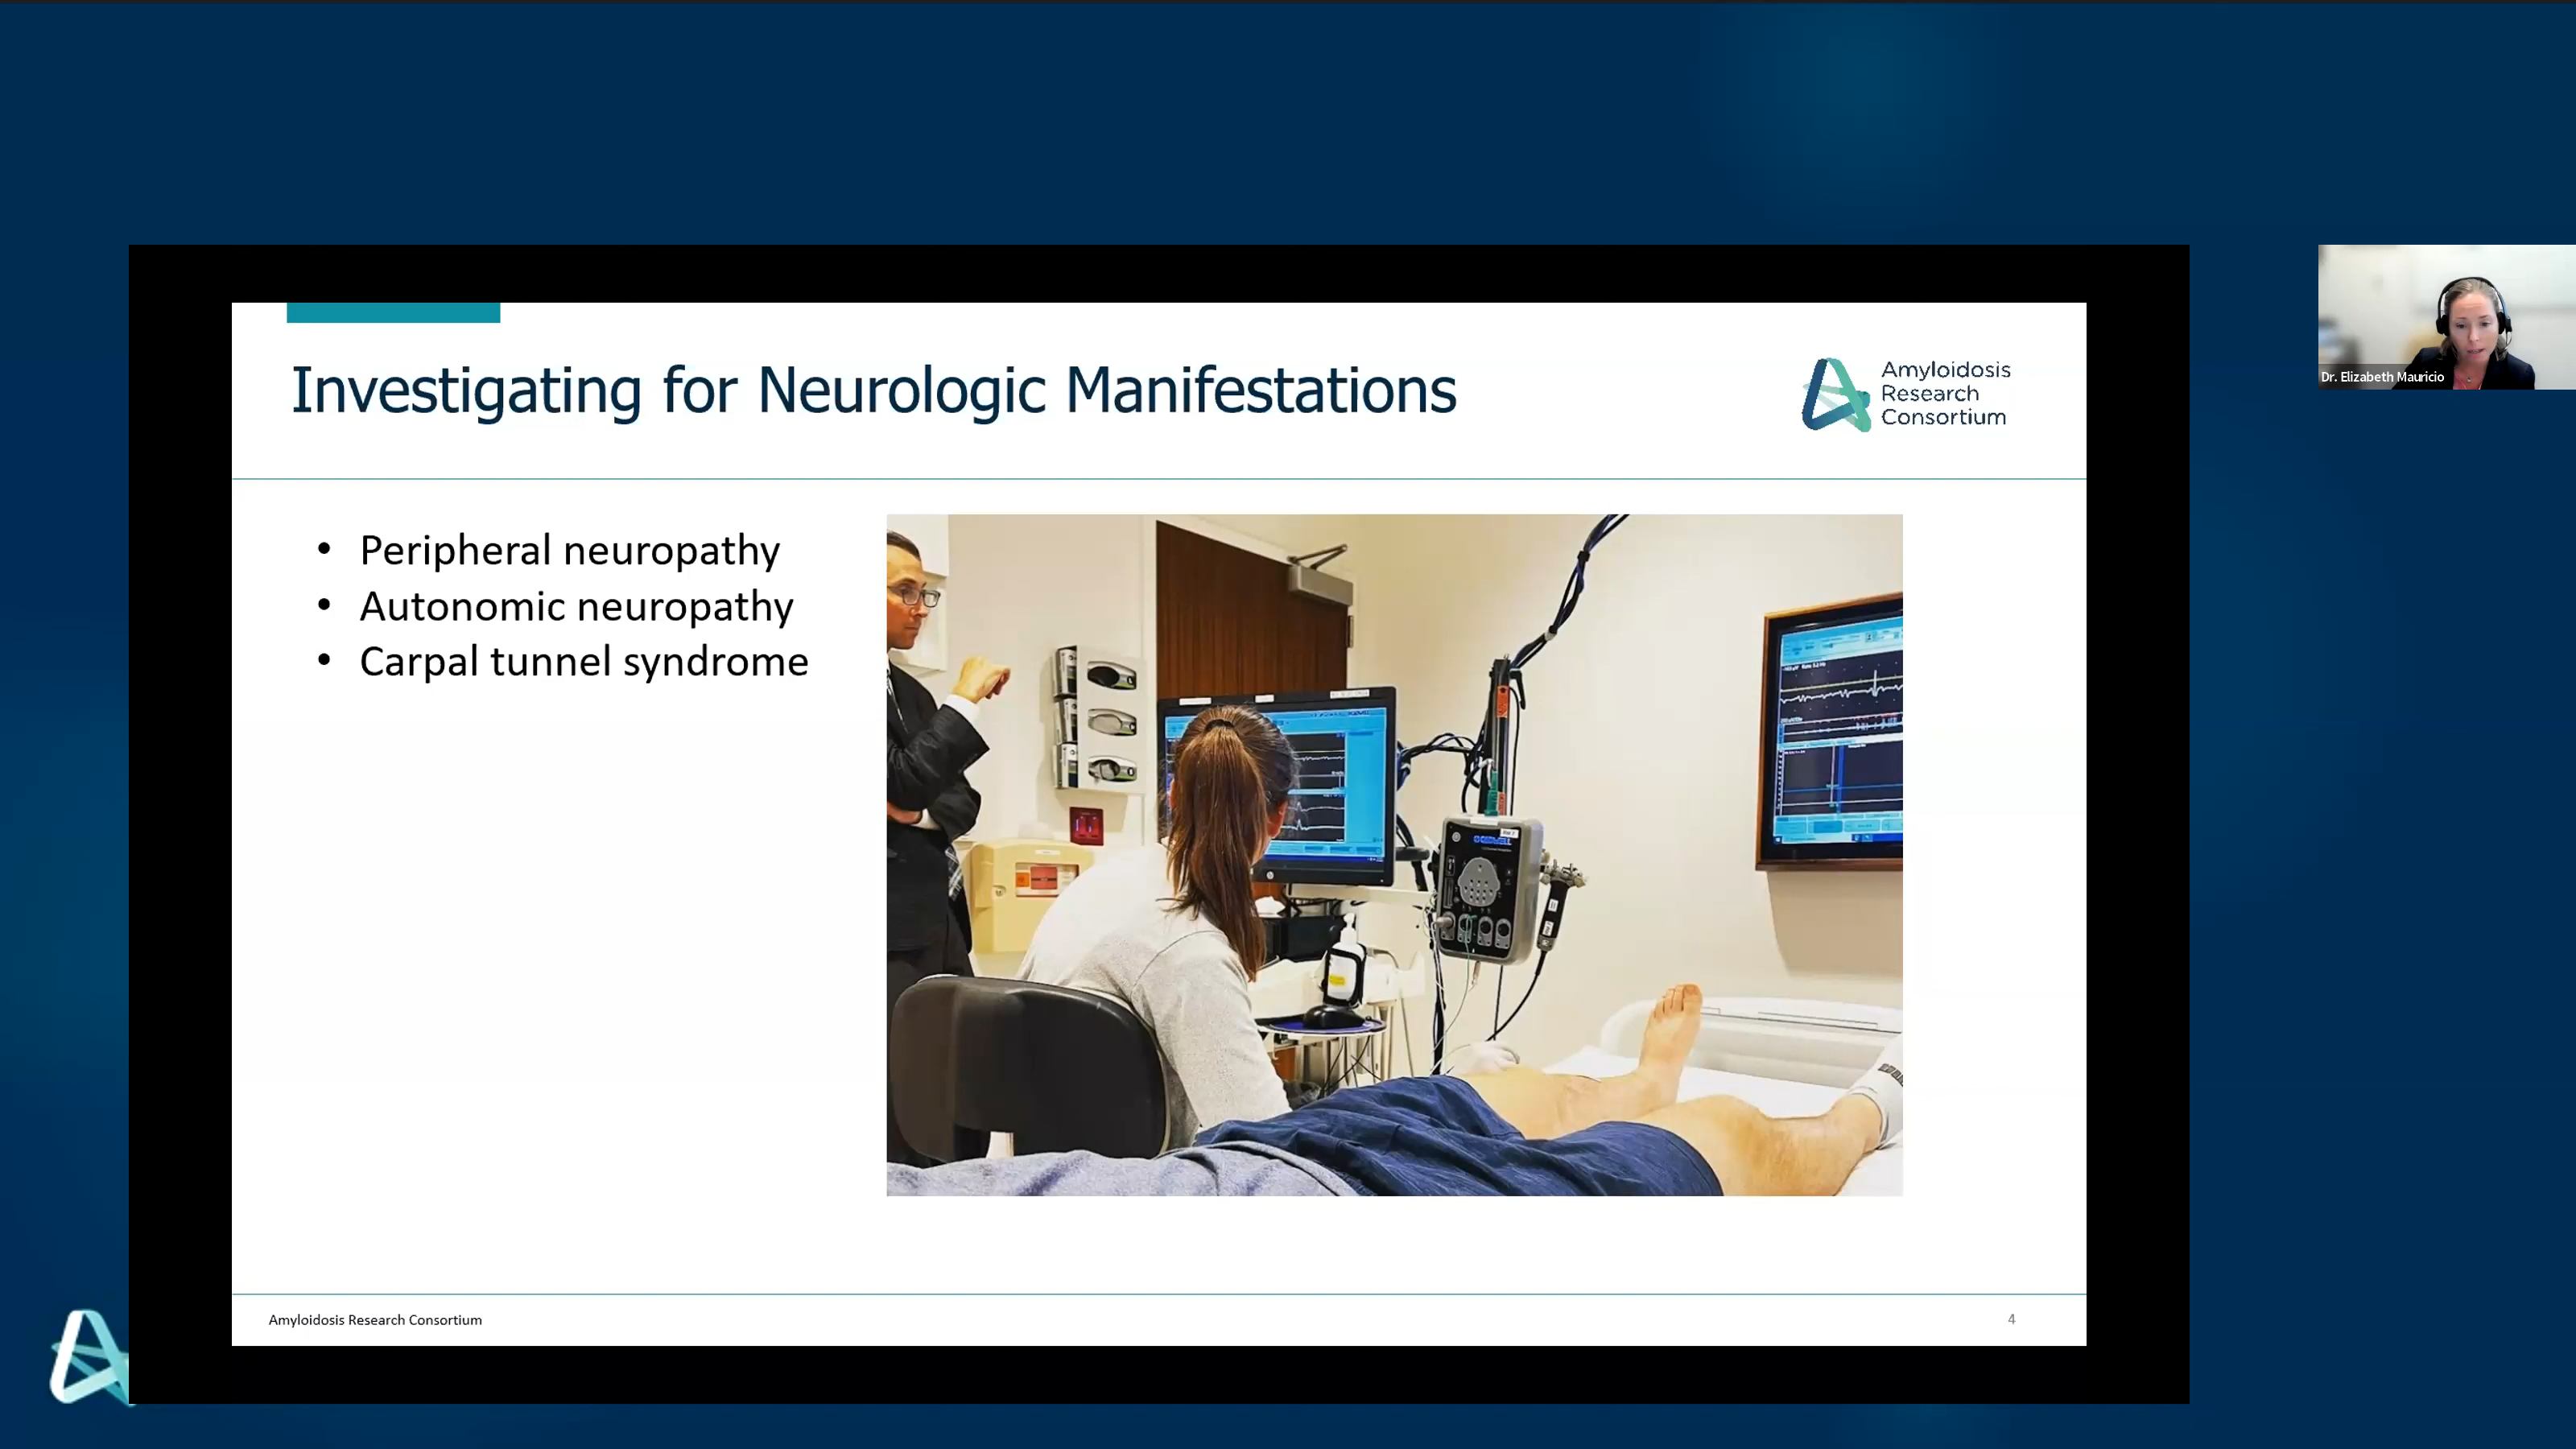 Investigating for Neurologic Manifestations
Amyloidosis
Research
Consortium
• Peripheral neuropathy
• Autonomic neuropathy
• Carpal tunnel syndrome
Dr. Elizabeth Mauricio
Amyloidosis Research Consortium
4